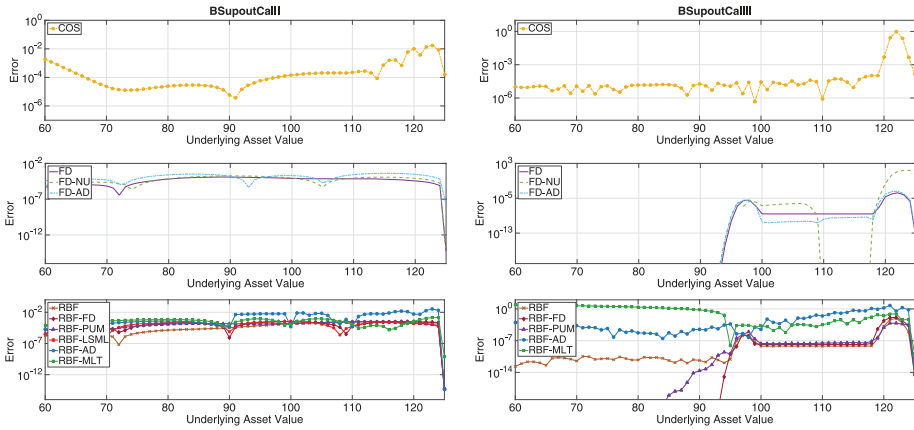 BSupoutCallI
COS
10^0
10^-2
10^-4
10^-6
Error
60 70 80 90 100 110 120
Underlying Asset Value
FD
FD-NU
FD-AD
10^-2
10^-7
10^-12
Error
60 70 80 90 100 110 120
Underlying Asset Value
RBF
RBF-FD
RBF-PUM
RBF-LSML
RBF-AD
RBF-MLT
10^-2
10^-7
10^-12
Error
60 70 80 90 100 110 120
Underlying Asset Value
BSupoutCallII
COS
10^0
10^-2
10^-4
10^-6
10^-8
Error
60 70 80 90 100 110 120
Underlying Asset Value
FD
FD-NU
FD-AD
10^3
10^-5
10^-13
Error
60 70 80 90 100 110 120
Underlying Asset Value
RBF
RBF-FD
RBF-PUM
RBF-AD
RBF-MLT
10^0
10^-7
10^-14
Error
60 70 80 90 100 110 120
Underlying Asset Value